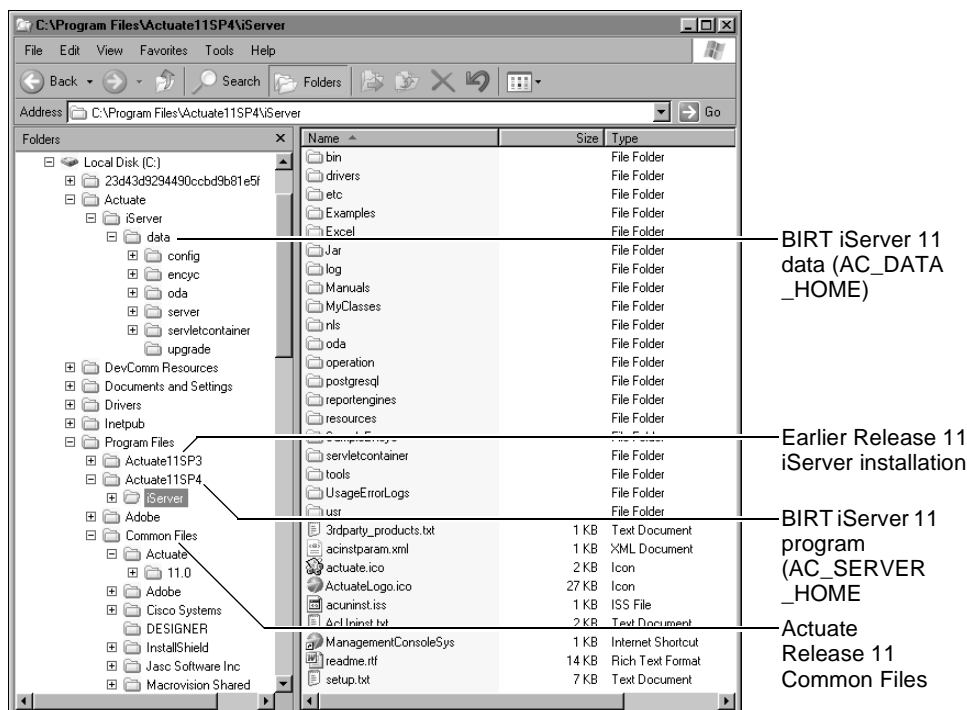 C:\Program Files\Actuate11SP4\iServer
File Edit View Favorites Tools Help
Back Search Folders
Address C:\Program Files\Actuate11SP4\iServer Go
Folders x
Local Disk (C:)
23d43d9294490ccbd9b81e5f
Actuate
iServer
data
config
encyc
oda
server
servletcontainer
upgrade
DevComm Resources
Documents and Settings
Drivers
Inetpub
Program Files
Actuate11SP3
Actuate11SP4
iServer
Adobe
Common Files
Actuate
11.0
Adobe
Cisco Systems
DESIGNER
InstallShield
Jasc Software Inc
Macrovision Shared
Name Size Type
bin File Folder
drivers File Folder
etc File Folder
Examples File Folder
Excel File Folder
Jar File Folder
log File Folder
Manuals File Folder
MyClasses File Folder
nls File Folder
oda File Folder
operation File Folder
postgresql File Folder
reportengines File Folder
resources File Folder
File Folder
servletcontainer File Folder
tools File Folder
UsageErrorLogs File Folder
usr File Folder
3rdparty_products.txt 1 KB Text Document
acinstparam.xml 1 KB XML Document
actuate.ico 2 KB Icon
ActuateLogo.ico 27 KB Icon
acuninst.iss 1 KB ISS File
AcUninst.txt 2 KB Text Document
ManagementConsoleSys 1 KB Internet Shortcut
readme.rtf 14 KB Rich Text Format
setup.txt 7 KB Text Document
BIRT iServer 11
data (AC_DATA
_HOME)
Earlier Release 11
iServer installation
BIRT iServer 11
program
(AC_SERVER
_HOME
Actuate
Release 11
Common Files